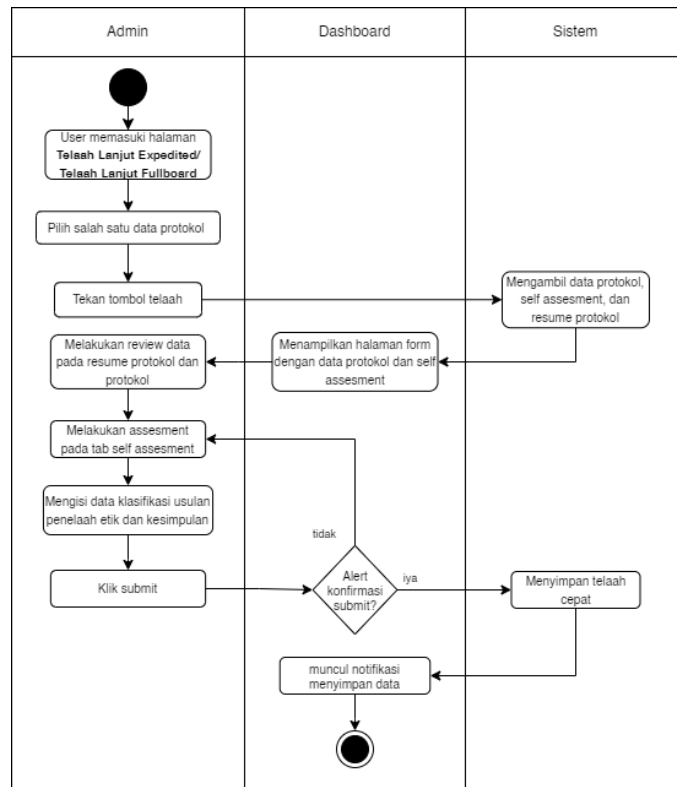 Admin
Dashboard
Sistem
User memasuki halaman
Telaah Lanjut Expedited/
Telaah Lanjut Fullboard
Pilih salah satu data protokol
Tekan tombol telaah
Mengambil data protokol,
self assesment, dan
resume protokol
Menampilkan halaman form
dengan data protokol dan self
assesment
Melakukan review data
pada resume protokol dan
protokol
Melakukan assesment
pada tab self assesment
Mengisi data klasifikasi usulan
penelaah etik dan kesimpulan
Klik submit
tidak
Alert
konfirmasi
submit?
iya
Menyimpan telaah
cepat
muncul notifikasi
menyimpan data